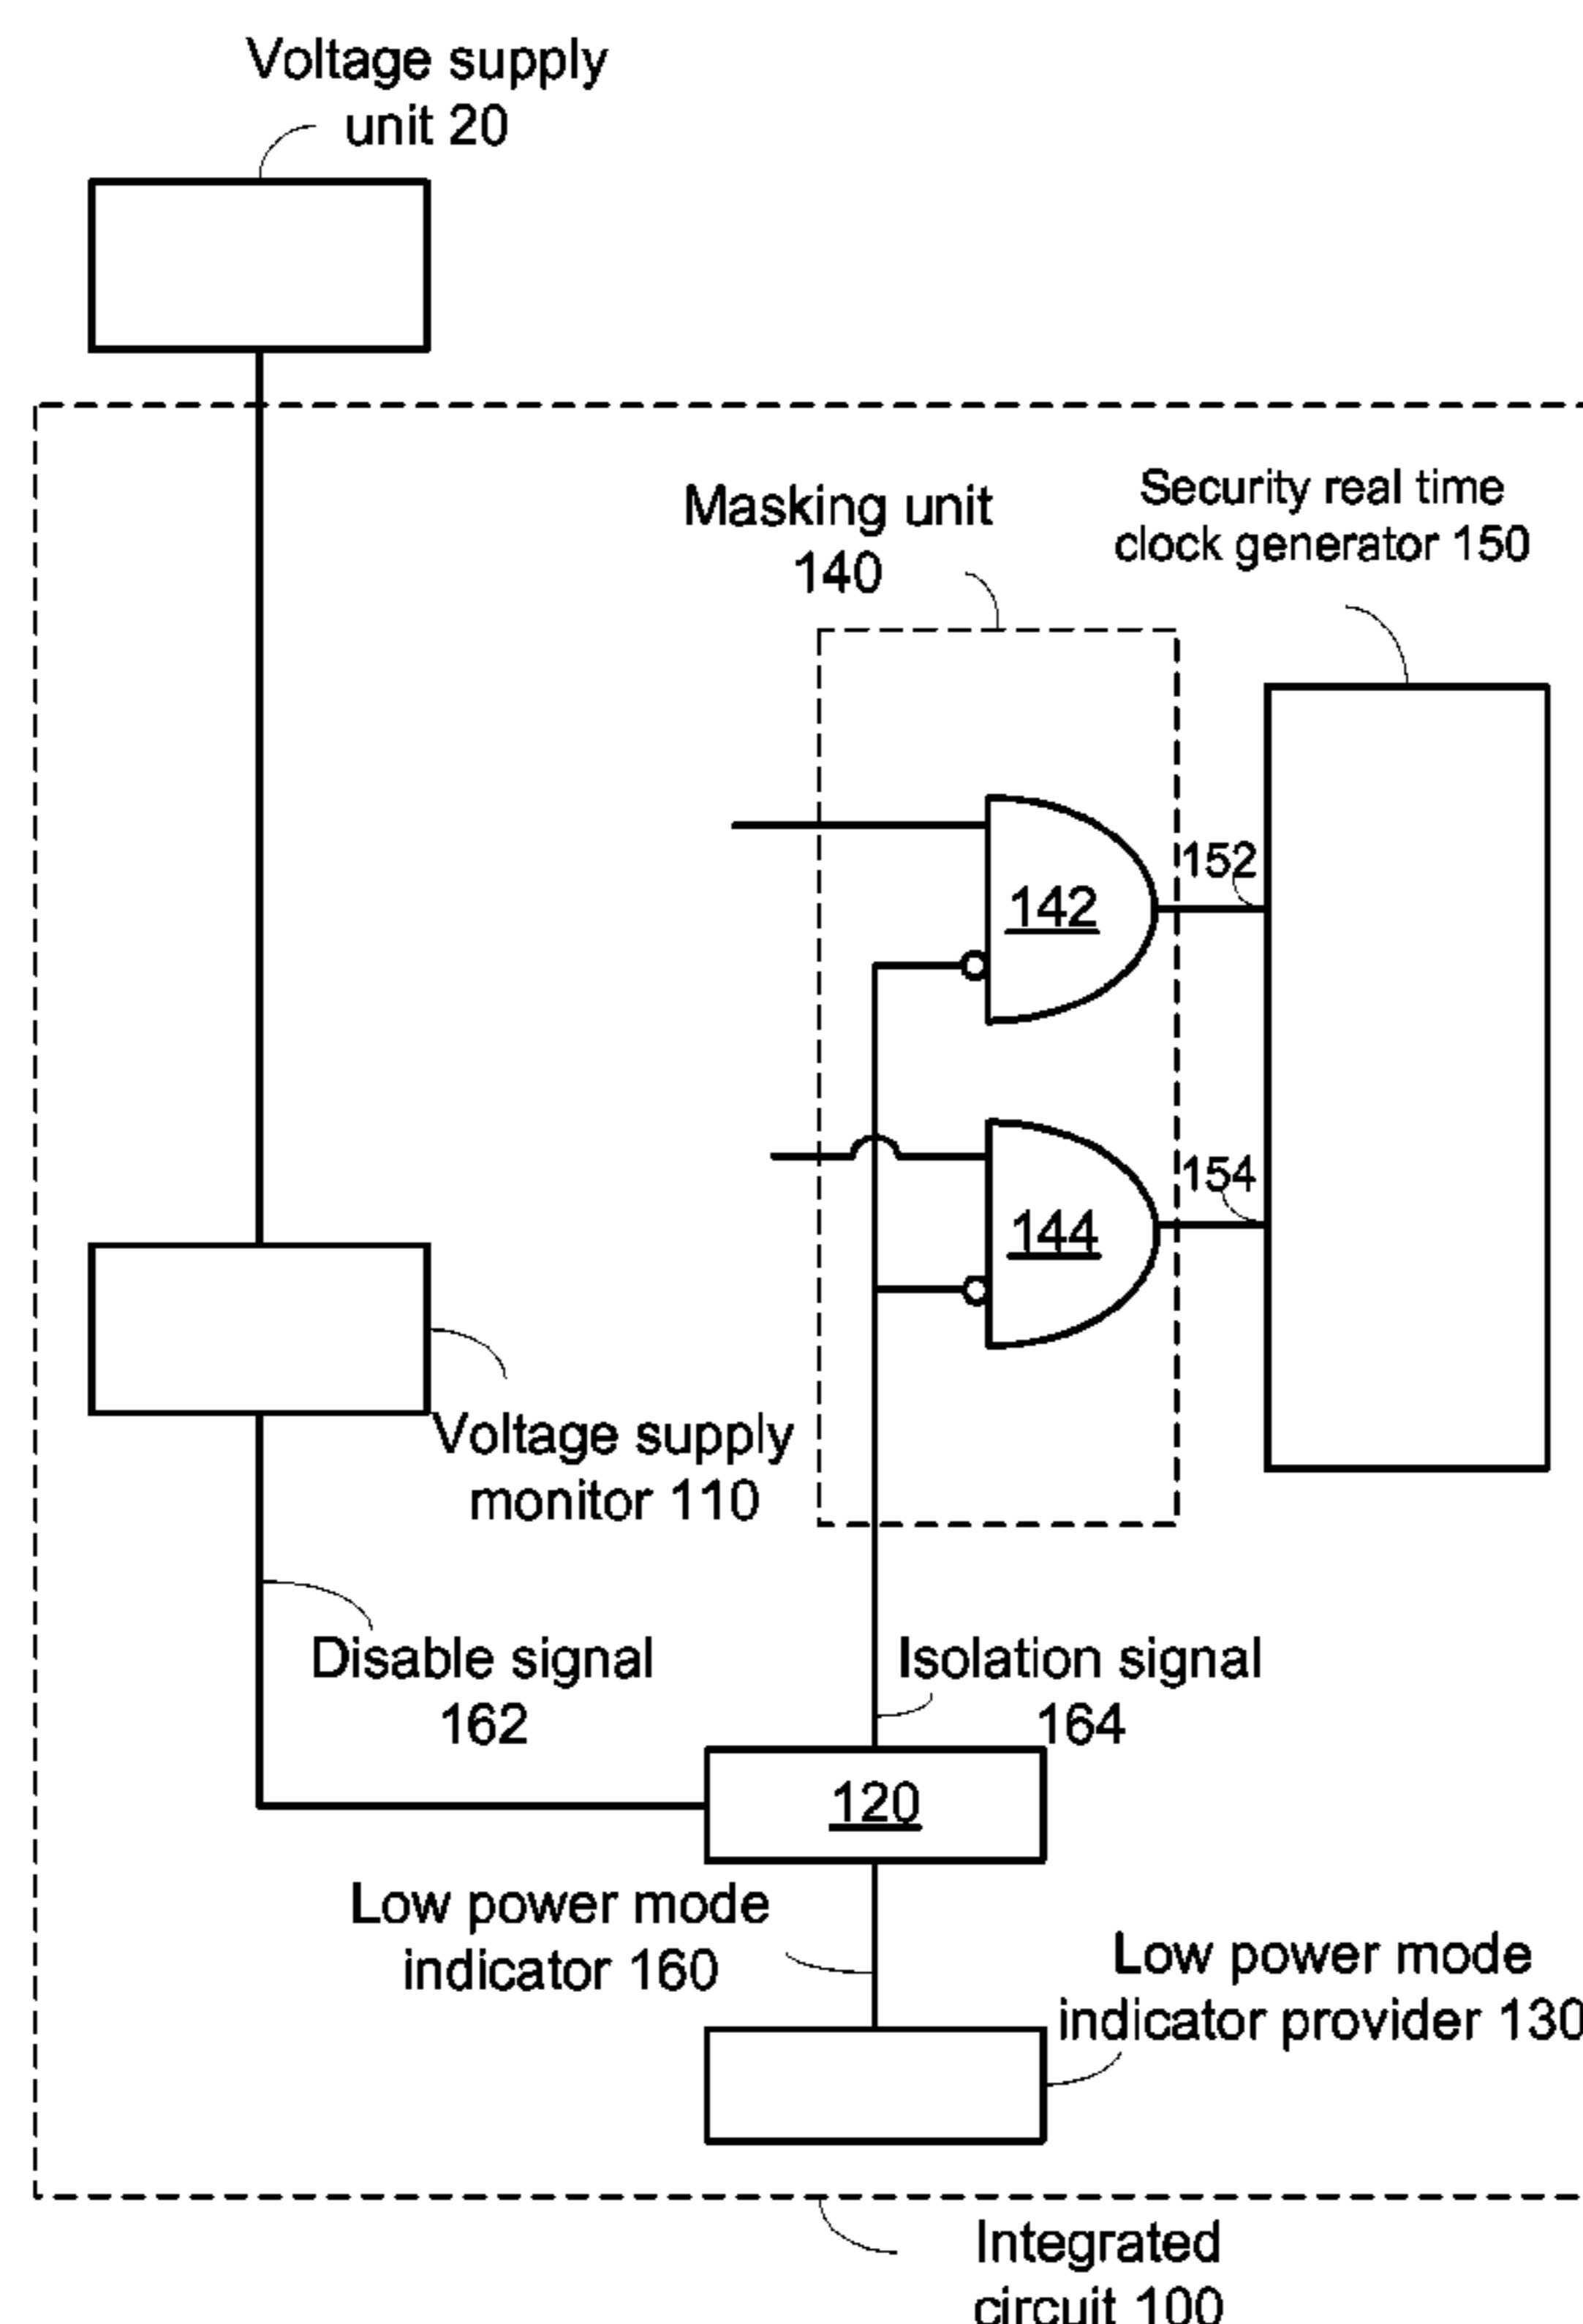 Voltage supply
unit 20
Masking unit
140
Security real time
clock generator 150
152
142
154
144
Voltage supply
monitor 110
Disable signal
162
Isolation signal
164
120
Low power mode
indicator 160
Low power mode
indicator provider 130
Integrated
circuit 100